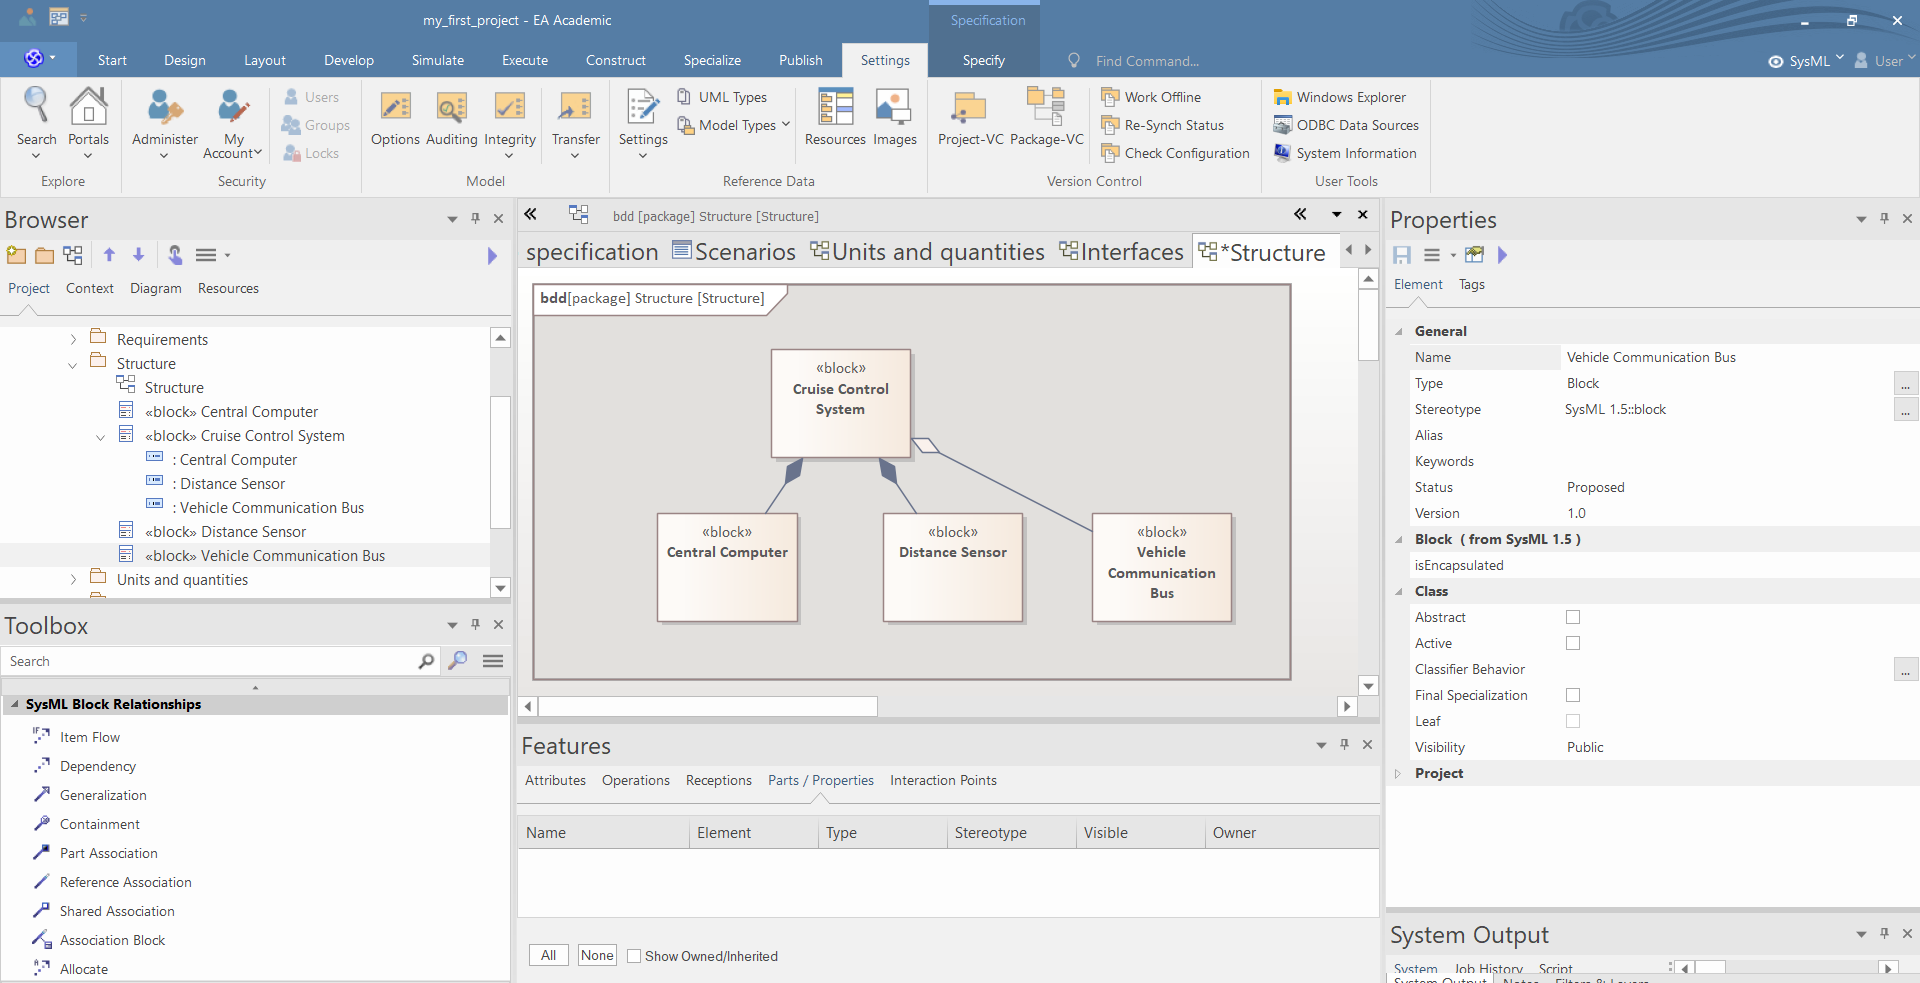 my_first_project - EA Academic
Specification
Start
Design
Layout
Develop
Simulate
Execute
Construct
Specialize
Publish
Settings
Specify
Find Command...
SysML
User
Search
Portals
Explore
Administer
My
Account
Users
Groups
Locks
Security
Options
Auditing
Integrity
Transfer
Model
Settings
UML Types
Model Types
Resources
Images
Reference Data
Project-VC
Package-VC
Work Offline
Re-Synch Status
Check Configuration
Version Control
Windows Explorer
ODBC Data Sources
System Information
User Tools
Browser
Project
Context
Diagram
Resources
Requirements
Structure
Structure
«block» Central Computer
«block» Cruise Control System
: Central Computer
: Distance Sensor
: Vehicle Communication Bus
«block» Distance Sensor
«block» Vehicle Communication Bus
Units and quantities
Toolbox
Search
SysML Block Relationships
Item Flow
Dependency
Generalization
Containment
Part Association
Reference Association
Shared Association
Association Block
Allocate
bdd [package] Structure [Structure]
specification
Scenarios
Units and quantities
Interfaces
*Structure
bdd[package] Structure [Structure]
«block»
Cruise Control
System
«block»
Central Computer
«block»
Distance Sensor
«block»
Vehicle
Communication
Bus
Features
Attributes
Operations
Receptions
Parts / Properties
Interaction Points
Name
Element
Type
Stereotype
Visible
Owner
All
None
Show Owned/Inherited
Properties
Element
Tags
General
Name
Vehicle Communication Bus
Type
Block
...
Stereotype
SysML 1.5::block
...
Alias
Keywords
Status
Proposed
Version
1.0
Block ( from SysML 1.5 )
isEncapsulated
Class
Abstract
Active
Classifier Behavior
...
Final Specialization
Leaf
Visibility
Public
Project
System Output
System
Job History
Script
System Output
Notes
Filters & Layers